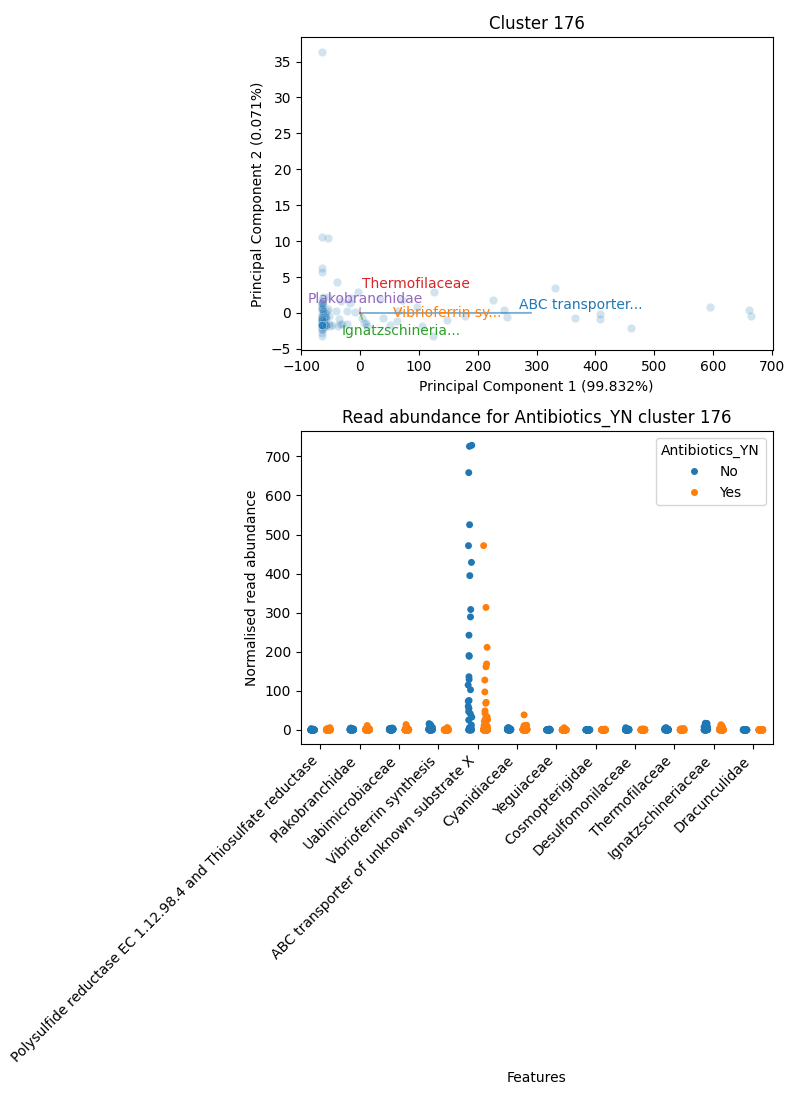 Cluster 176
35
30
25
20
15
10
5
0
−5
Principal Component 2 (0.071%)
Thermofilaceae
Plakobranchidae
ABC transporter...
Vibrioferrin sy...
Ignatzschineria...
−100 0 100 200 300 400 500 600 700
Principal Component 1 (99.832%)
Read abundance for Antibiotics_YN cluster 176
700
600
500
400
300
200
100
0
Normalised read abundance
Antibiotics_YN
No
Yes
Polysulfide reductase EC 1.12.98.4 and Thiosulfate reductase
Plakobranchidae
Uabimicrobiaceae
Vibrioferrin synthesis
ABC transporter of unknown substrate X
Cyanidiaceae
Yeguiaceae
Cosmopterigidae
Desulfomonilaceae
Thermofilaceae
Ignatzschineriaceae
Dracunculidae
Features